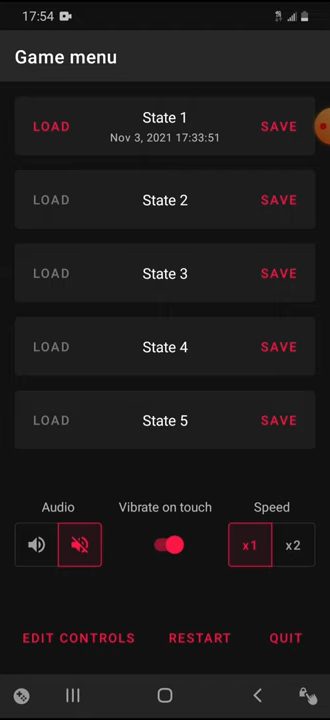 17:54
Game menu
LOAD State 1 SAVE
Nov 3, 2021 17:33:51
LOAD State 2 SAVE
LOAD State 3 SAVE
LOAD State 4 SAVE
LOAD State 5 SAVE
Audio Vibrate on touch Speed
x1 x2
EDIT CONTROLS RESTART QUIT